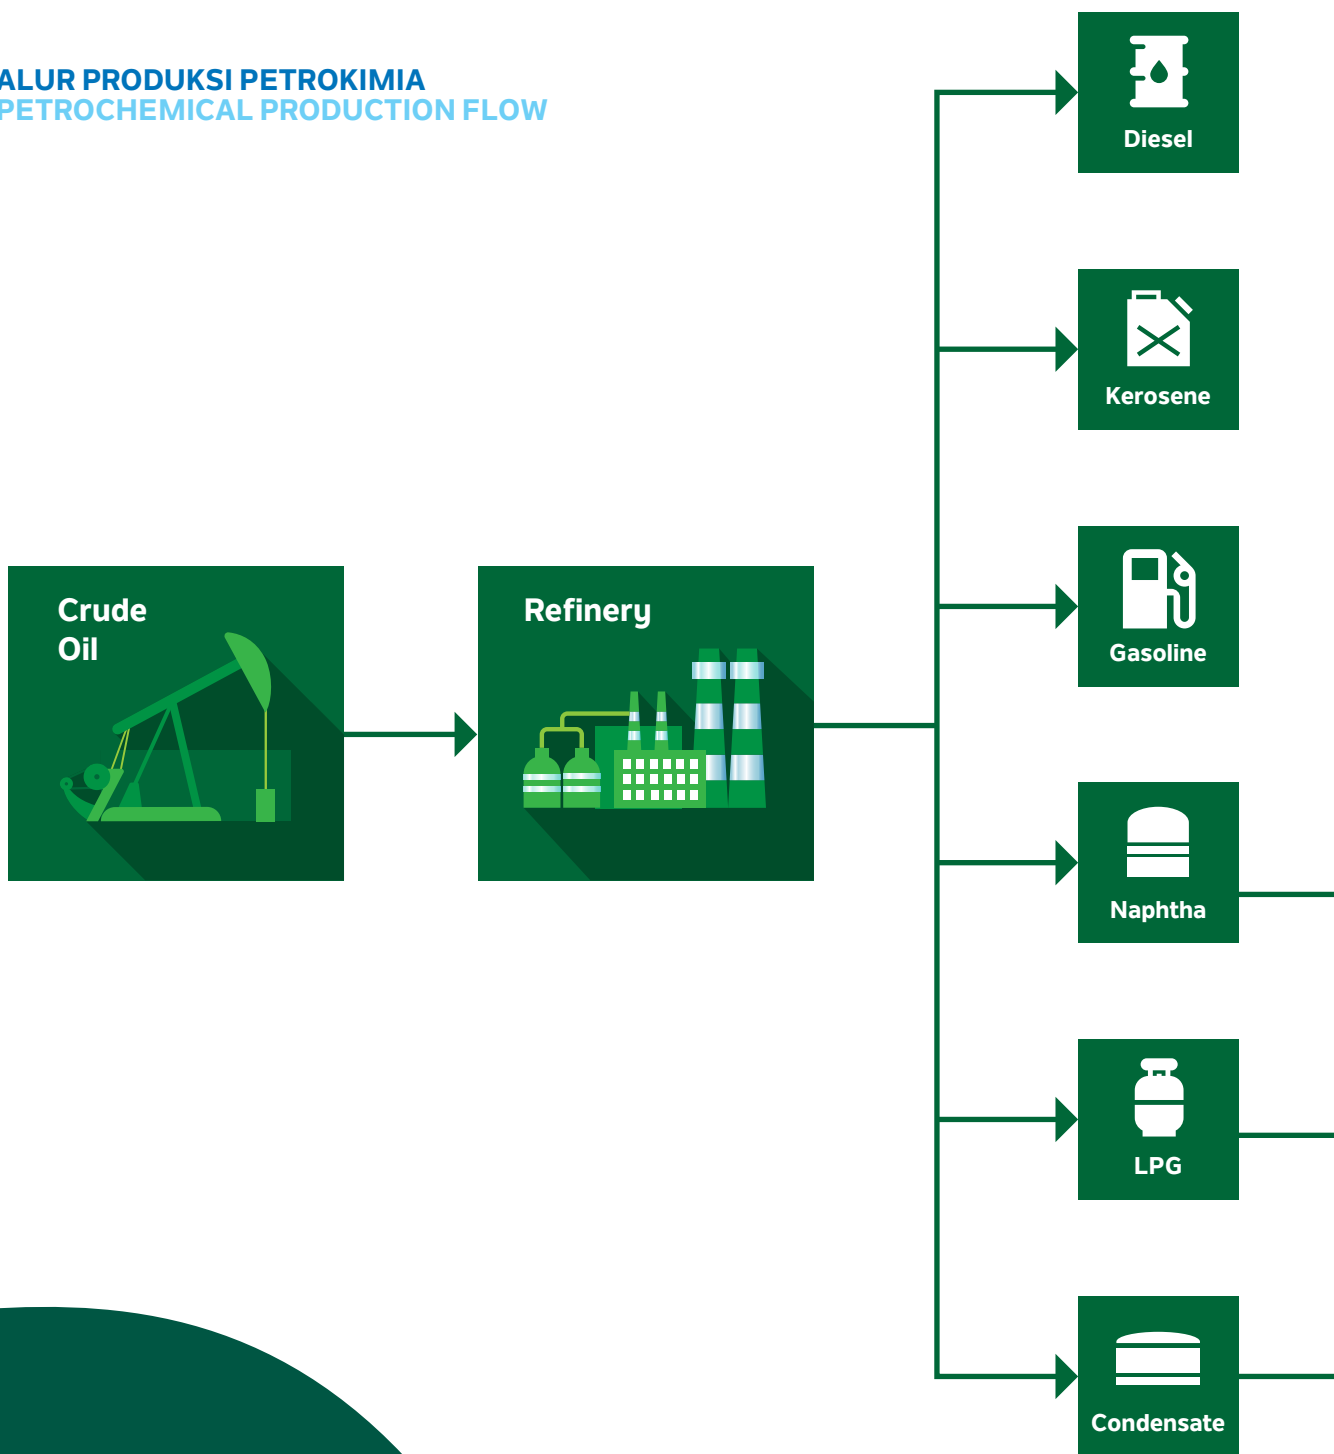 ALUR PRODUKSI PETROKIMIA
PETROCHEMICAL PRODUCTION FLOW
Diesel
Kerosene
Crude
Oil
Refinery
Gasoline
Naphtha
LPG
Condensate